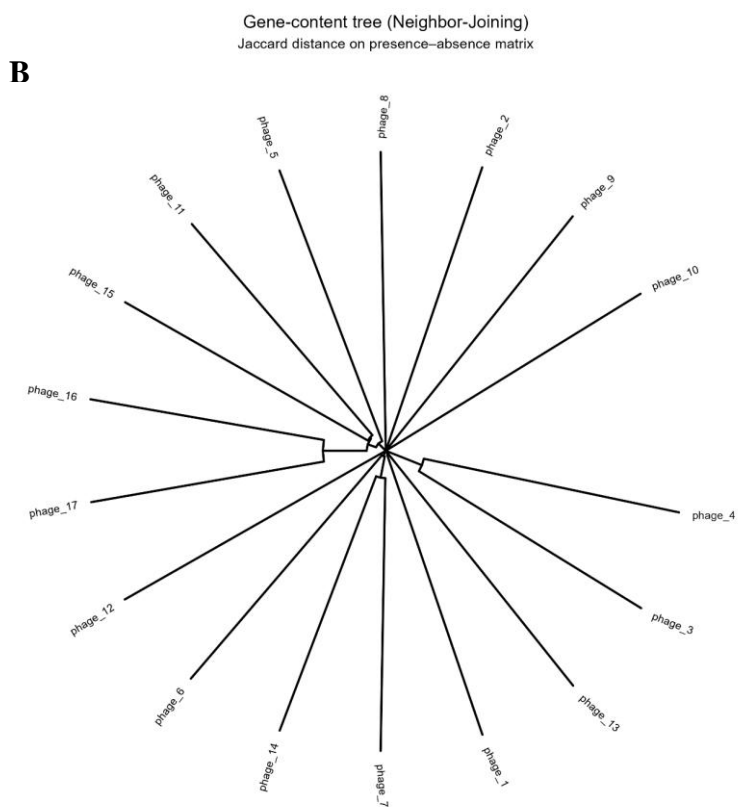 Gene-content tree (Neighbor-Joining)
Jaccard distance on presence–absence matrix
B
phage_8
phage_2
phage_5
phage_9
phage_11
phage_10
phage_15
phage_16
phage_17
phage_4
phage_12
phage_3
phage_6
phage_13
phage_14
phage_7
phage_1